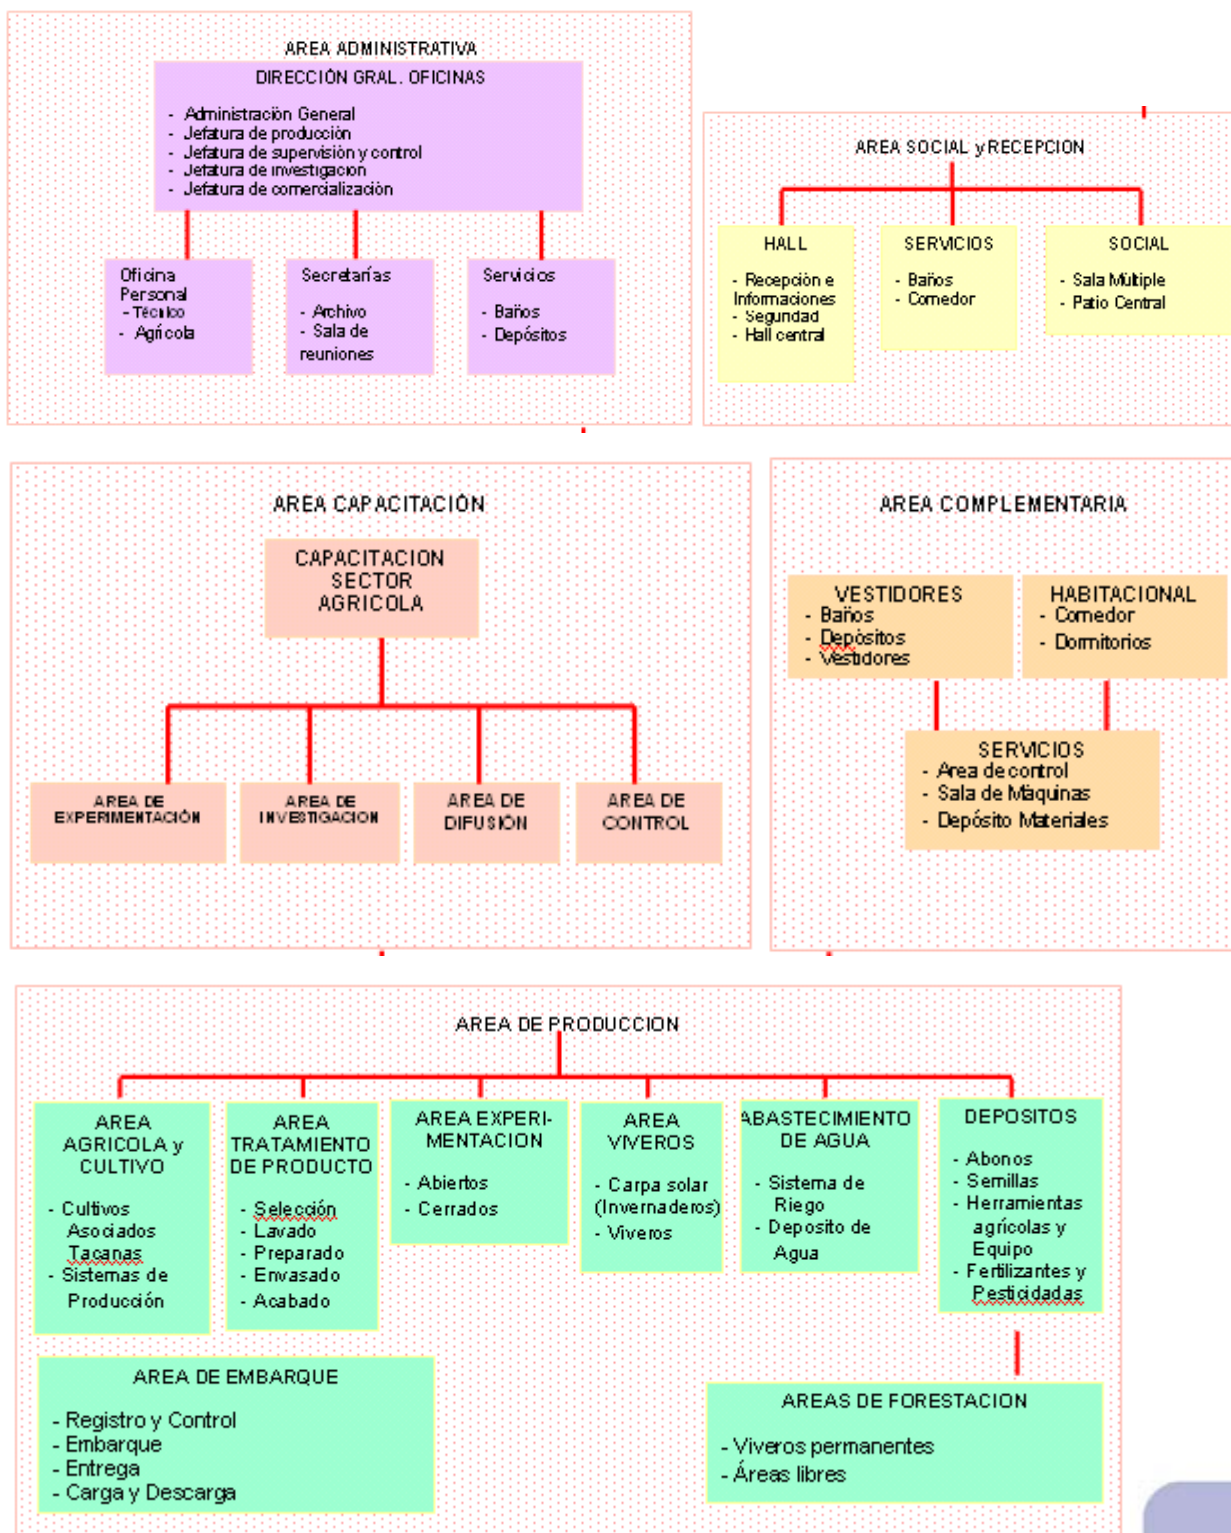 AREA ADMINISTRATIVA
DIRECCIÓN GRAL. OFICINAS
- Administración General
- Jefatura de producción
- Jefatura de supervisión y control
- Jefatura de investigacion
- Jefatura de comercialización
Oficina
Personal
- Técnico
- Agrícola
Secretarías
- Archivo
- Sala de
reuniones
Servicios
- Baños
- Depósitos
AREA SOCIAL y RECEPCION
HALL
- Recepción e
Informaciones
- Seguridad
- Hall central
SERVICIOS
- Baños
- Comedor
SOCIAL
- Sala Múltiple
- Patio Central
AREA CAPACITACIÓN
CAPACITACION
SECTOR
AGRICOLA
AREA DE
EXPERIMENTACIÓN
AREA DE
INVESTIGACION
AREA DE
DIFUSIÓN
AREA DE
CONTROL
AREA COMPLEMENTARIA
VESTIDORES
- Baños
- Depósitos
- Vestidores
HABITACIONAL
- Comedor
- Dormitorios
SERVICIOS
- Area de control
- Sala de Máquinas
- Depósito Materiales
AREA DE PRODUCCION
AREA
AGRICOLA y
CULTIVO
- Cultivos
Asociados
Tacanas
- Sistemas de
Producción
AREA
TRATAMIENTO
DE PRODUCTO
- Selección
- Lavado
- Preparado
- Envasado
- Acabado
AREA EXPERI-
MENTACION
- Abiertos
- Cerrados
AREA
VIVEROS
- Carpa solar
(Invernaderos)
- Viveros
ABASTECIMIENTO
DE AGUA
- Sistema de
Riego
- Deposito de
Agua
DEPOSITOS
- Abonos
- Semillas
- Herramientas
agrícolas y
Equipo
- Fertilizantes y
Pesticidadas
AREA DE EMBARQUE
- Registro y Control
- Embarque
- Entrega
- Carga y Descarga
AREAS DE FORESTACION
- Viveros permanentes
- Áreas libres